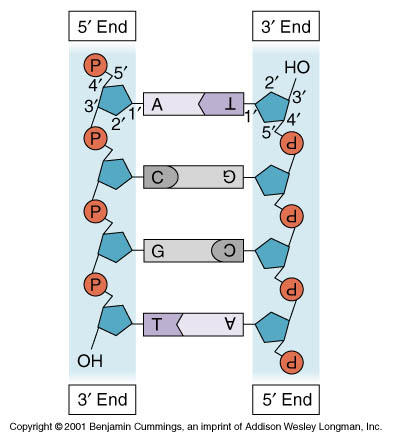 5′ End 3′ End
P 5′ HO
4′ 2′
3′ A T 3′
2′ 1′ 1′ 5′ 4′
P P
C G
P P
G C
P P
T A
OH P
3′ End 5′ End
Copyright © 2001 Benjamin Cummings, an imprint of Addison Wesley Longman, Inc.